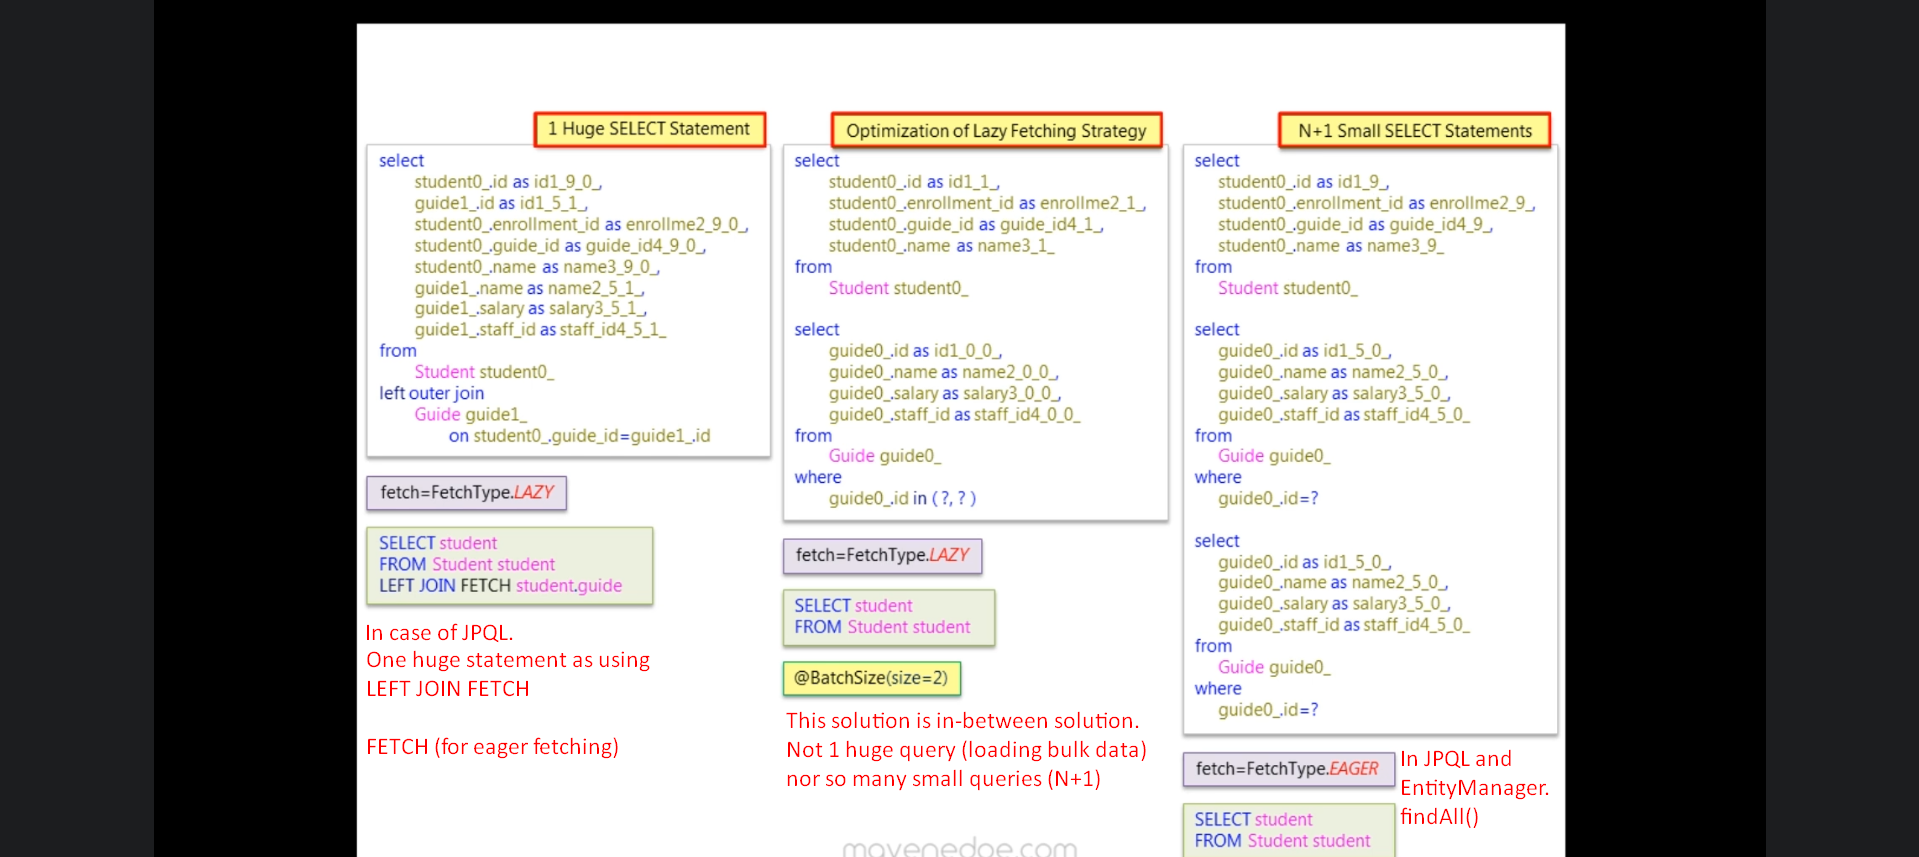 1 Huge SELECT Statement
select
student0_.id as id1_9_0_,
guide1_.id as id1_5_1_,
student0_.enrollment_id as enrollme2_9_0_,
student0_.guide_id as guide_id4_9_0_,
student0_.name as name3_9_0_,
guide1_.name as name2_5_1_,
guide1_.salary as salary3_5_1_,
guide1_.staff_id as staff_id4_5_1_
from
Student student0_
left outer join
Guide guide1_
on student0_.guide_id=guide1_.id
fetch=FetchType.LAZY
SELECT student
FROM Student student
LEFT JOIN FETCH student.guide
In case of JPQL.
One huge statement as using
LEFT JOIN FETCH
FETCH (for eager fetching)
Optimization of Lazy Fetching Strategy
select
student0_.id as id1_1_,
student0_.enrollment_id as enrollme2_1_,
student0_.guide_id as guide_id4_1_,
student0_.name as name3_1_
from
Student student0_
select
guide0_.id as id1_0_0_,
guide0_.name as name2_0_0_,
guide0_.salary as salary3_0_0_,
guide0_.staff_id as staff_id4_0_0_
from
Guide guide0_
where
guide0_.id in ( ?, ? )
fetch=FetchType.LAZY
SELECT student
FROM Student student
@BatchSize(size=2)
This solution is in-between solution.
Not 1 huge query (loading bulk data)
nor so many small queries (N+1)
N+1 Small SELECT Statements
select
student0_.id as id1_9_,
student0_.enrollment_id as enrollme2_9_,
student0_.guide_id as guide_id4_9_,
student0_.name as name3_9_
from
Student student0_
select
guide0_.id as id1_5_0_,
guide0_.name as name2_5_0_,
guide0_.salary as salary3_5_0_,
guide0_.staff_id as staff_id4_5_0_
from
Guide guide0_
where
guide0_.id=?
select
guide0_.id as id1_5_0_,
guide0_.name as name2_5_0_,
guide0_.salary as salary3_5_0_,
guide0_.staff_id as staff_id4_5_0_
from
Guide guide0_
where
guide0_.id=?
fetch=FetchType.EAGER
In JPQL and
EntityManager.
findAll()
SELECT student
FROM Student student
mavenedge.com